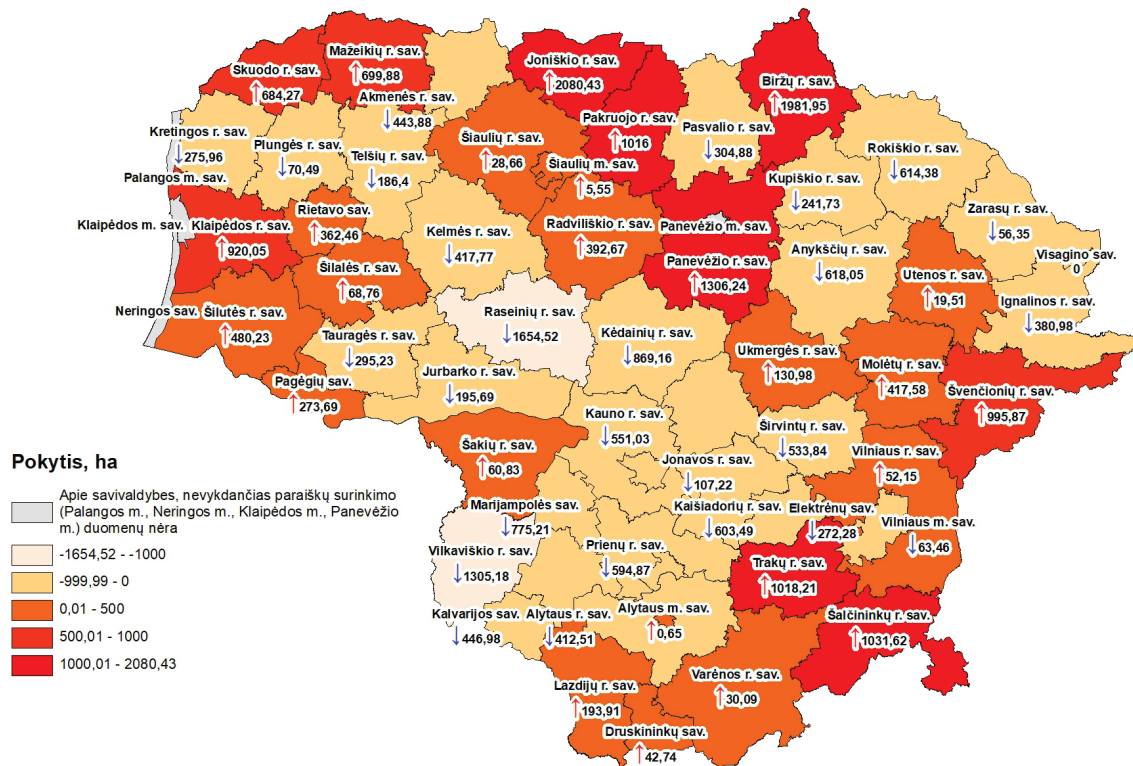 Mažeikių r. sav.
↑699,88
Skuodo r. sav.
↑684,27
Joniškio r. sav.
↑2080,43
Biržų r. sav.
↑1981,95
Akmenės r. sav.
↓443,88
Pakruojo r. sav.
↑1016
Pasvalio r. sav.
↓304,88
Kretingos r. sav.
↓275,96
Plungės r. sav.
↓70,49
Telšių r. sav.
↓186,4
Šiaulių r. sav.
↑28,66
Šiaulių m. sav.
↑5,55
Rokiškio r. sav.
↓614,38
Kupiškio r. sav.
↓241,73
Palangos m. sav.
Klaipėdos m. sav.
Klaipėdos r. sav.
↑920,05
Rietavo sav.
↑362,46
Kelmės r. sav.
↓417,77
Radviliškio r. sav.
↑392,67
Panevėžio m. sav.
Panevėžio r. sav.
↑1306,24
Anykščių r. sav.
↓618,05
Zarasų r. sav.
↓56,35
Visagino sav.
0
Utenos r. sav.
↑19,51
Ignalinos r. sav.
↓380,98
Šilalės r. sav.
↑68,76
Neringos sav.
Šilutės r. sav.
↑480,23
Raseinių r. sav.
↓1654,52
Tauragės r. sav.
↓295,23
Kėdainių r. sav.
↓869,16
Ukmergės r. sav.
↑130,98
Molėtų r. sav.
↑417,58
Švenčionių r. sav.
↑995,87
Pagėgių sav.
↑273,69
Jurbarko r. sav.
↓195,69
Kauno r. sav.
↓551,03
Širvintų r. sav.
↓533,84
Šakių r. sav.
↑60,83
Jonavos r. sav.
↓107,22
Vilniaus r. sav.
↑52,15
Marijampolės sav.
↓775,21
Kaišiadorių r. sav.
↓603,49
Elektrėnų sav.
↓272,28
Vilniaus m. sav.
↓63,46
Vilkaviškio r. sav.
↓1305,18
Prienų r. sav.
↓594,87
Trakų r. sav.
↑1018,21
Kalvarijos sav.
↓446,98
Alytaus r. sav.
↓412,51
Alytaus m. sav.
↑0,65
Šalčininkų r. sav.
↑1031,62
Lazdijų r. sav.
↑193,91
Varėnos r. sav.
↑30,09
Druskininkų sav.
↑42,74
Pokytis, ha
Apie savivaldybes, nevykdančias paraiškų surinkimo
(Palangos m., Neringos m., Klaipėdos m., Panevėžio
m.) duomenų nėra
-1654,52 - -1000
-999,99 - 0
0,01 - 500
500,01 - 1000
1000,01 - 2080,43